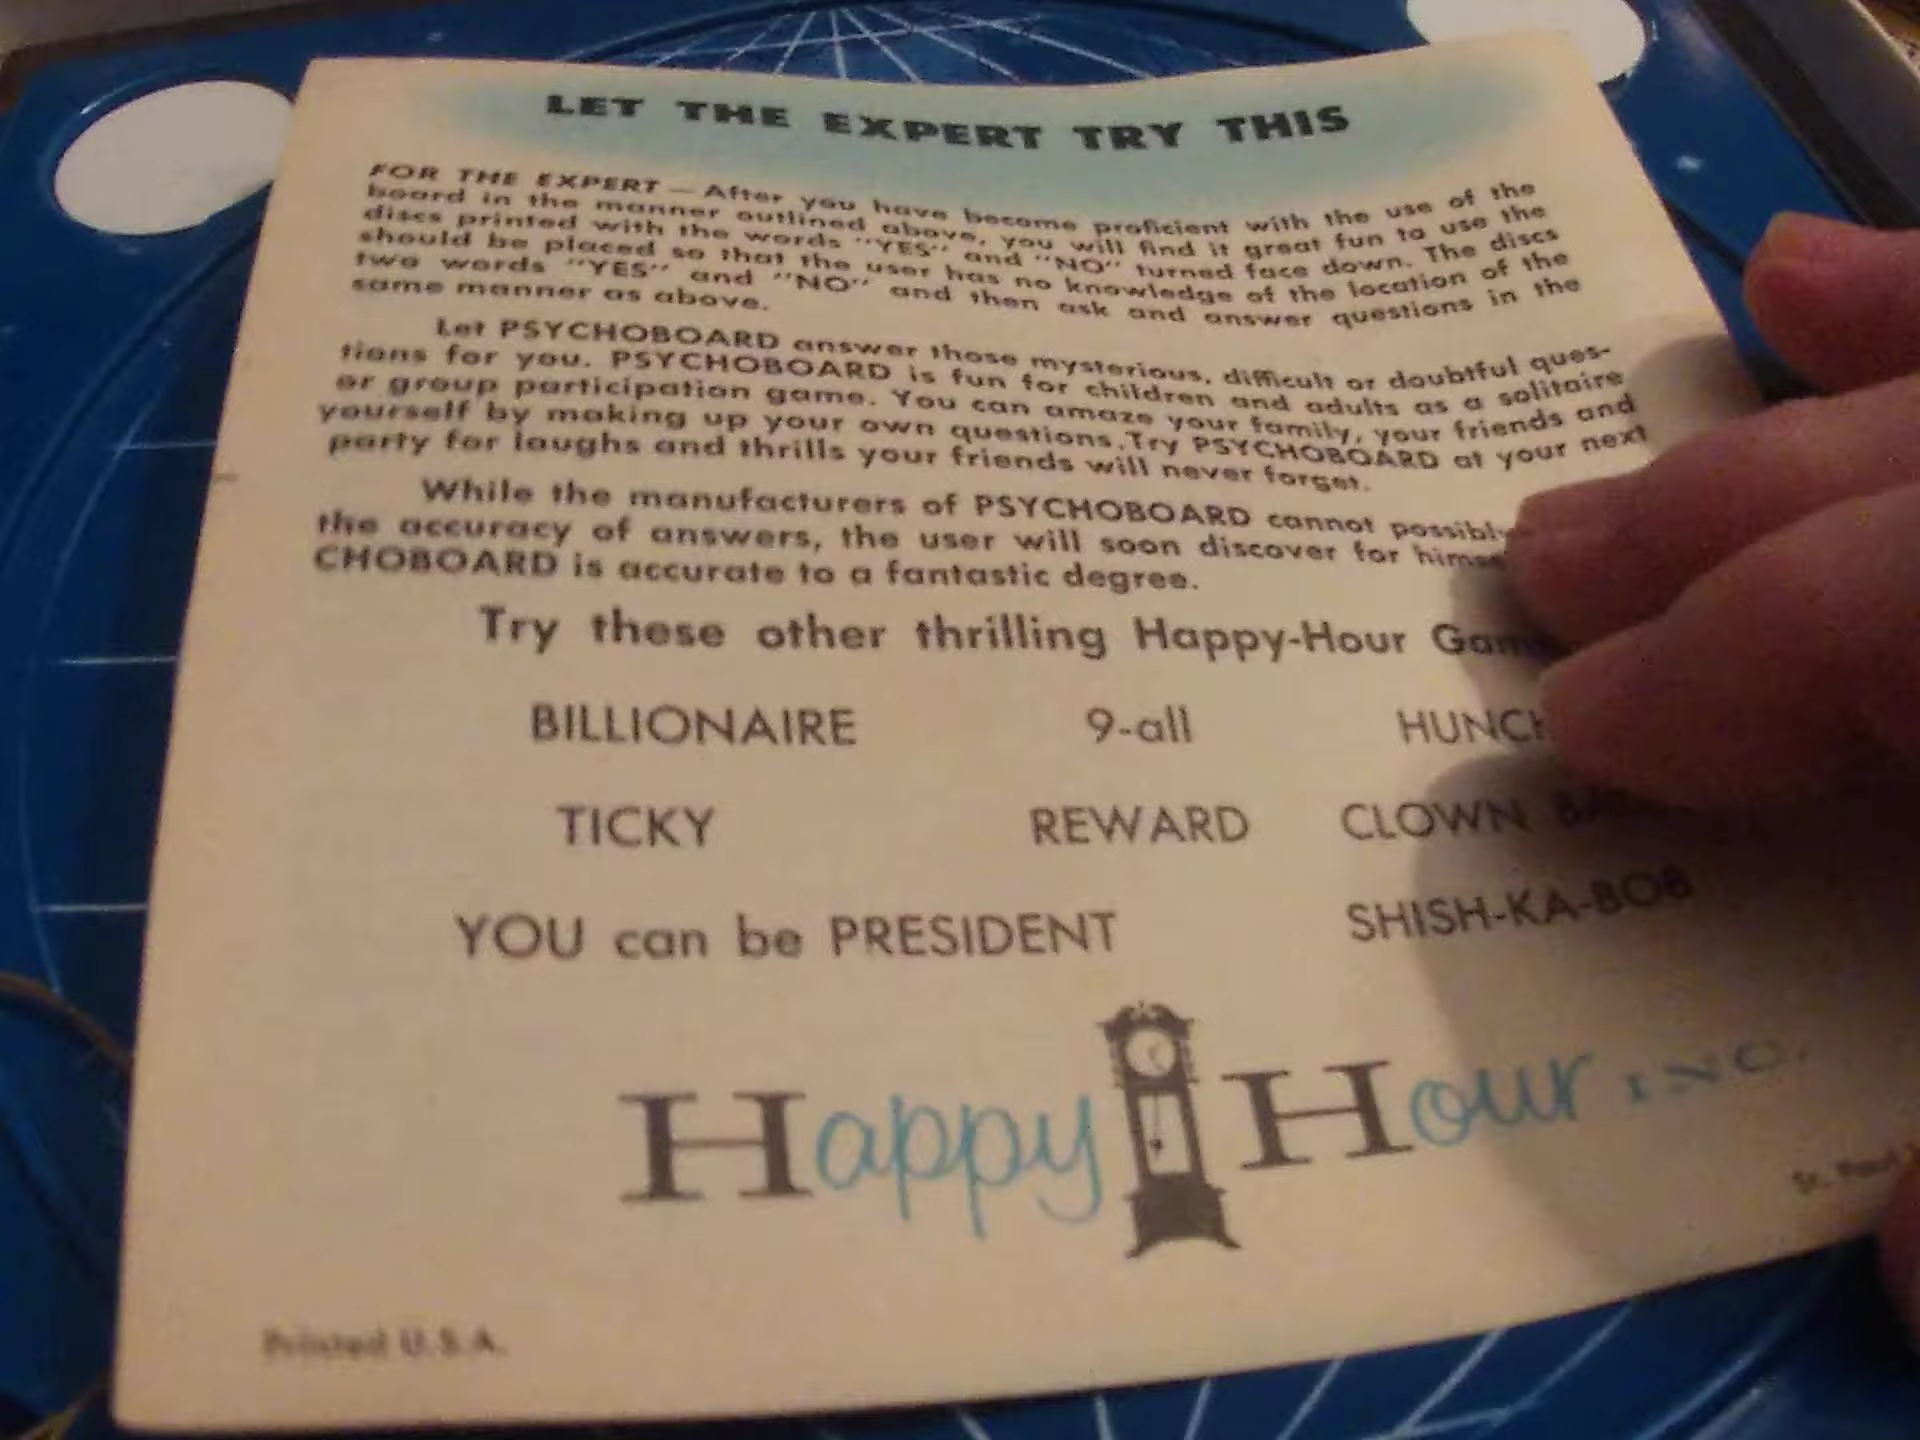 LET THE EXPERT TRY THIS
FOR THE EXPERT — After you have become proficient with the use of the
board in the manner outlined above, you will find it great fun to use the
discs printed with the words "YES" and "NO" turned face down. The discs
should be placed so that the user has no knowledge of the location of the
two words "YES" and "NO" and then ask and answer questions in the
same manner as above.
Let PSYCHOBOARD answer those mysterious, difficult or doubtful ques-
tions for you. PSYCHOBOARD is fun for children and adults as a solitaire
or group participation game. You can amaze your family, your friends and
yourself by making up your own questions. Try PSYCHOBOARD at your next
party for laughs and thrills your friends will never forget.
While the manufacturers of PSYCHOBOARD cannot possibly
the accuracy of answers, the user will soon discover for
CHOBOARD is accurate to a fantastic degree.
Try these other thrilling Happy-Hour
BILLIONAIRE 9-all
TICKY REWARD CLOWN
YOU can be PRESIDENT SHISH-KA-BOB
Happy Hour INC.
St. Paul
Printed U.S.A.